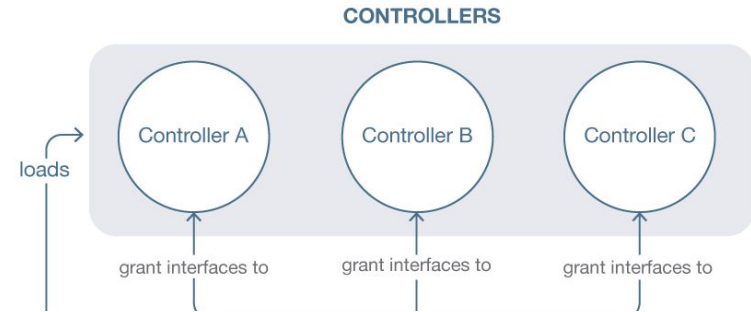 CONTROLLERS
Controller A
Controller B
Controller C
loads
grant interfaces to
grant interfaces to
grant interfaces to